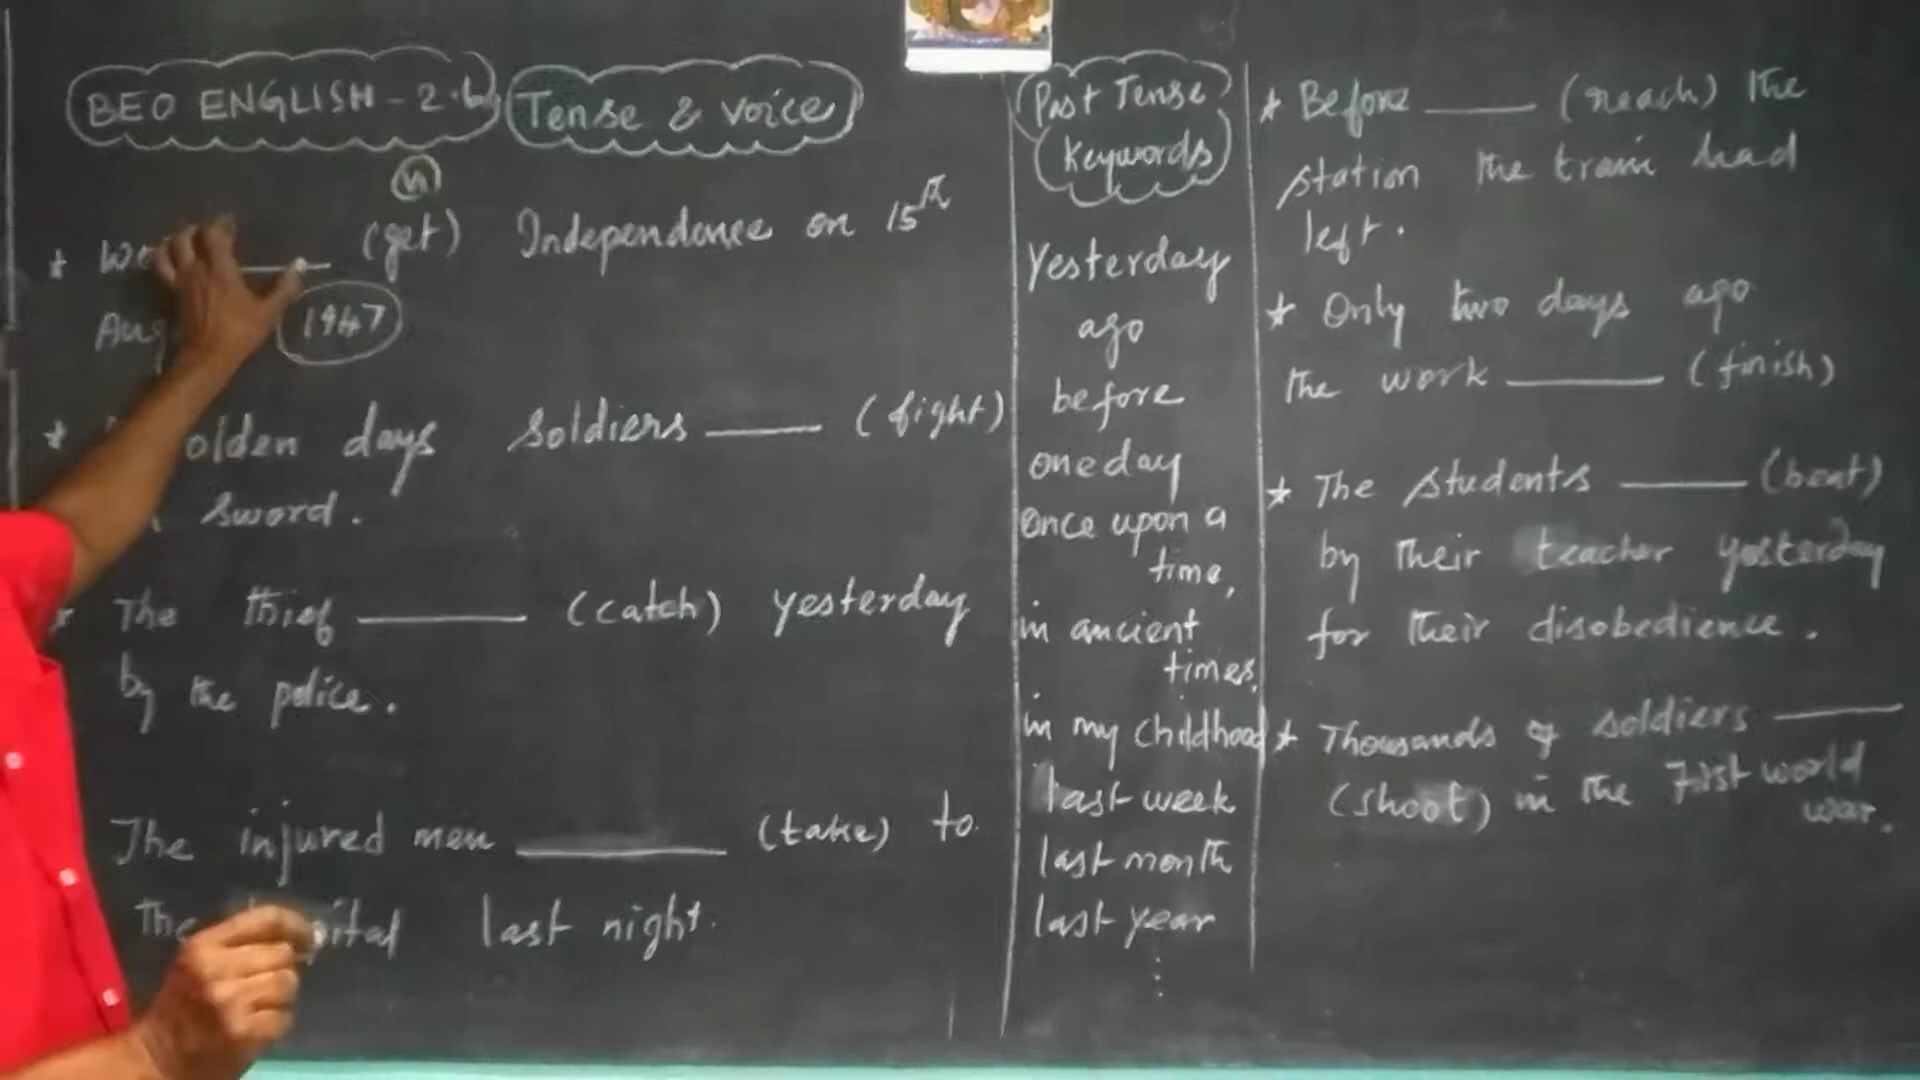 BEO ENGLISH - 2.b
Tense & voice
(n)
* We ____ (get) Independence on 15th
Aug 1947
* olden days soldiers ____ (fight)
sword.
* The thief ____ (catch) yesterday
by the police.
The injured men ____ (take) to
the pital last night.
Past Tense
Keywords
Yesterday
ago
before
oneday
Once upon a
time,
in ancient
times,
in my childhood
last week
last month
last year
⋮
* Before ____ (reach) the
station the train had
left.
* Only two days ago
the work ____ (finish)
* The students ____ (beat)
by their teacher yesterday
for their disobedience.
* Thousands of soldiers ____
(shoot) in the First world
war.